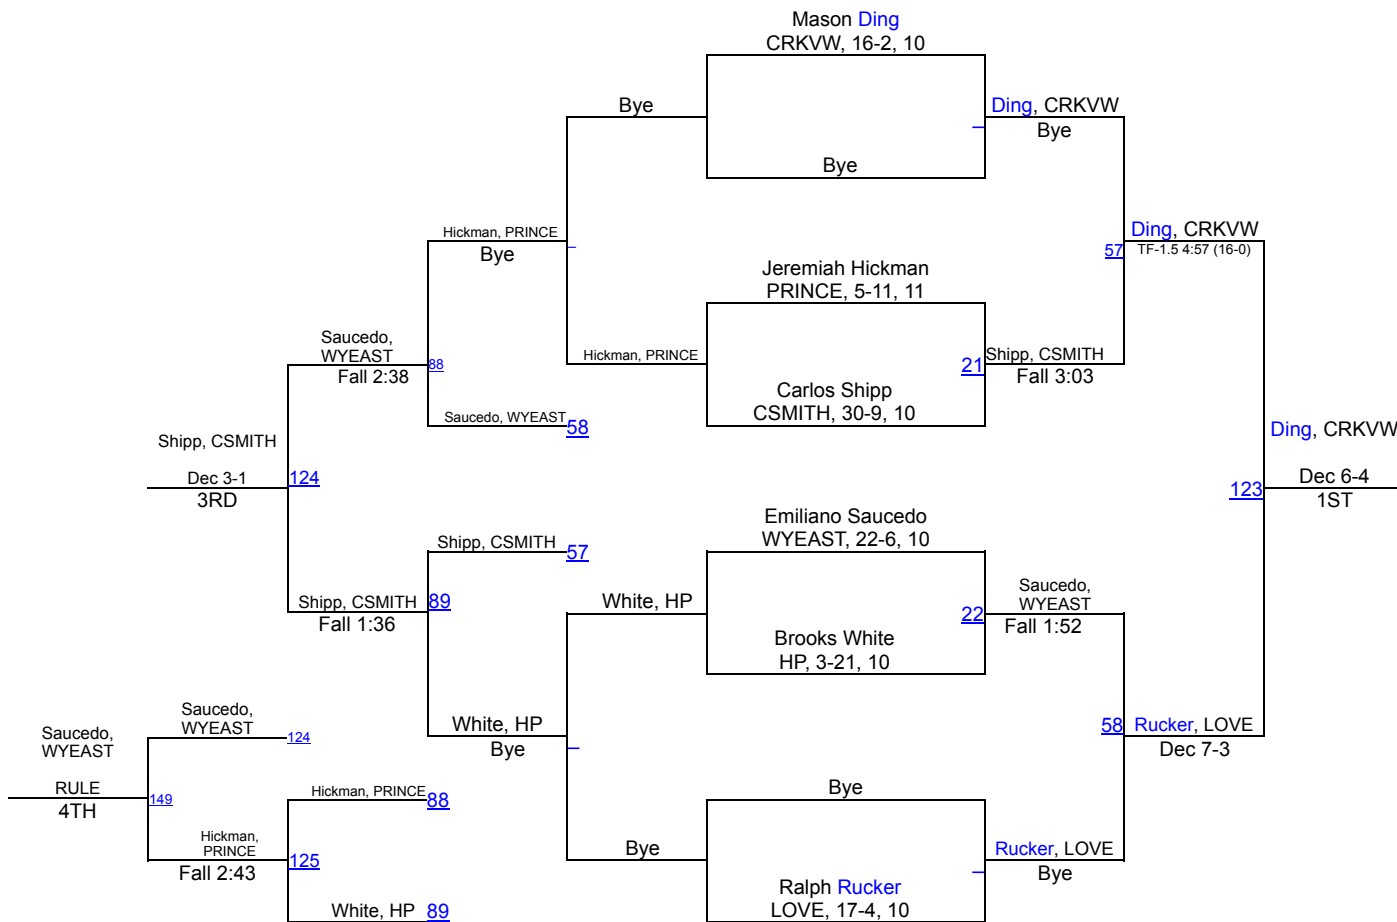 Mason Ding
CRKVW, 16-2, 10
Bye
Ding, CRKVW
Bye
Bye
Hickman, PRINCE
Bye
Ding, CRKVW
57
TF-1.5 4:57 (16-0)
Jeremiah Hickman
PRINCE, 5-11, 11
Saucedo,
WYEAST
88
Fall 2:38
Hickman, PRINCE
21
Shipp, CSMITH
Fall 3:03
Carlos Shipp
CSMITH, 30-9, 10
Saucedo, WYEAST
58
Ding, CRKVW
Shipp, CSMITH
Dec 3-1
124
3RD
123
Dec 6-4
1ST
Emiliano Saucedo
WYEAST, 22-6, 10
Shipp, CSMITH
57
Shipp, CSMITH
89
Fall 1:36
White, HP
22
Saucedo,
WYEAST
Fall 1:52
Brooks White
HP, 3-21, 10
Saucedo,
WYEAST
124
White, HP
Bye
58
Rucker, LOVE
Dec 7-3
Saucedo,
WYEAST
RULE
149
4TH
Hickman, PRINCE
88
Bye
Hickman,
PRINCE
125
Fall 2:43
Bye
Rucker, LOVE
Bye
Ralph Rucker
LOVE, 17-4, 10
White, HP
89